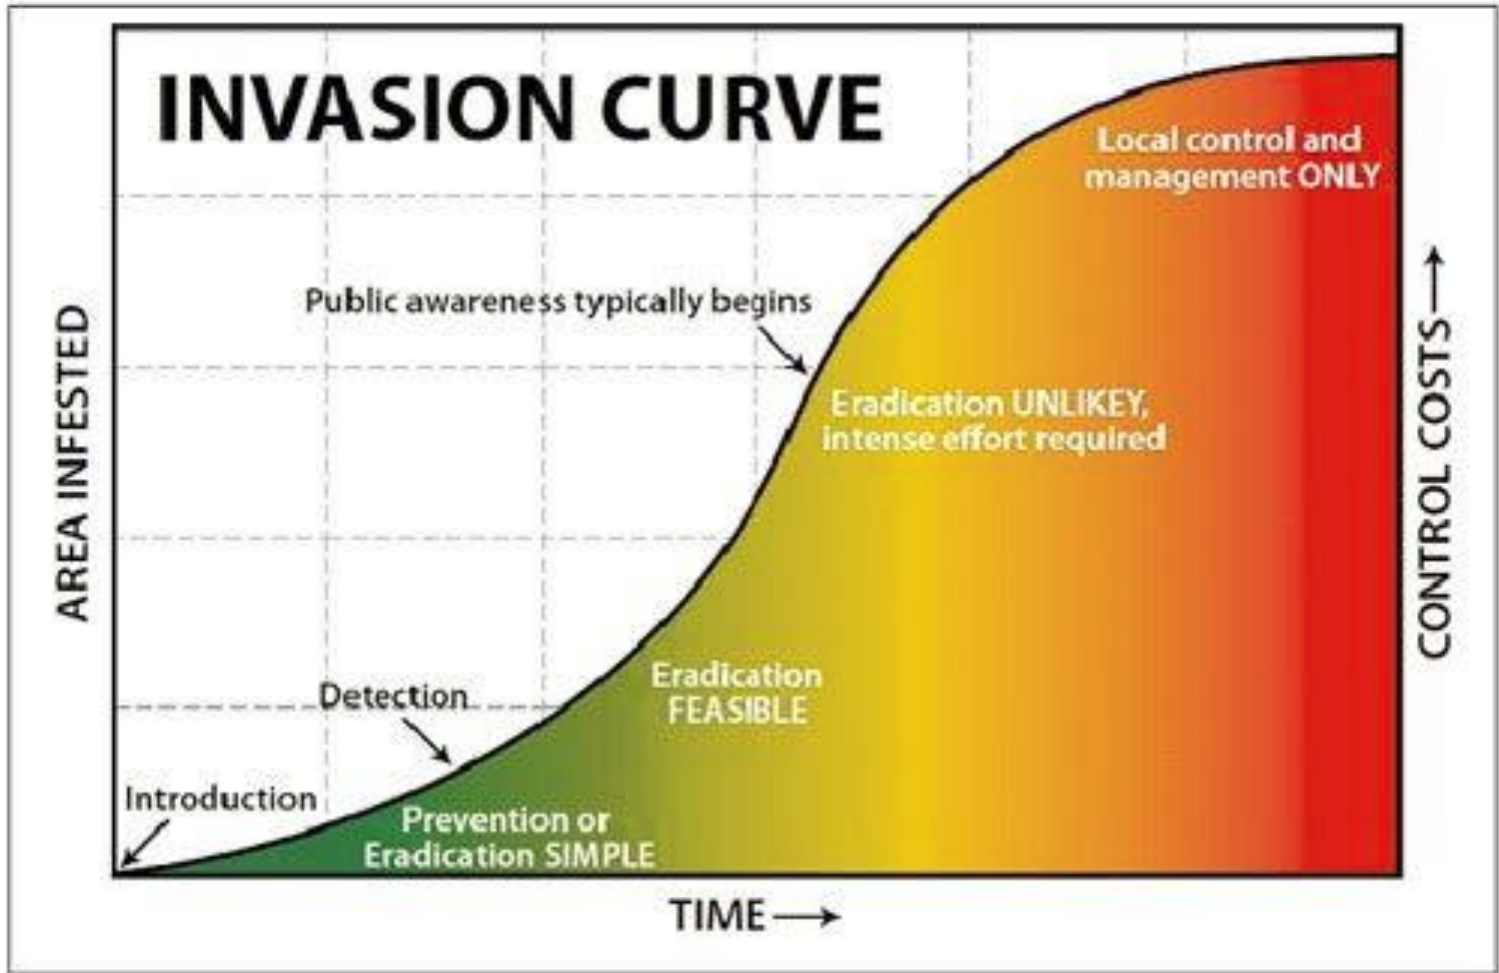 INVASION CURVE
Local control and
management ONLY
Public awareness typically begins
Eradication UNLIKEY,
intense effort required
Detection
Eradication
FEASIBLE
Introduction
Prevention or
Eradication SIMPLE
AREA INFESTED
CONTROL COSTS
TIME